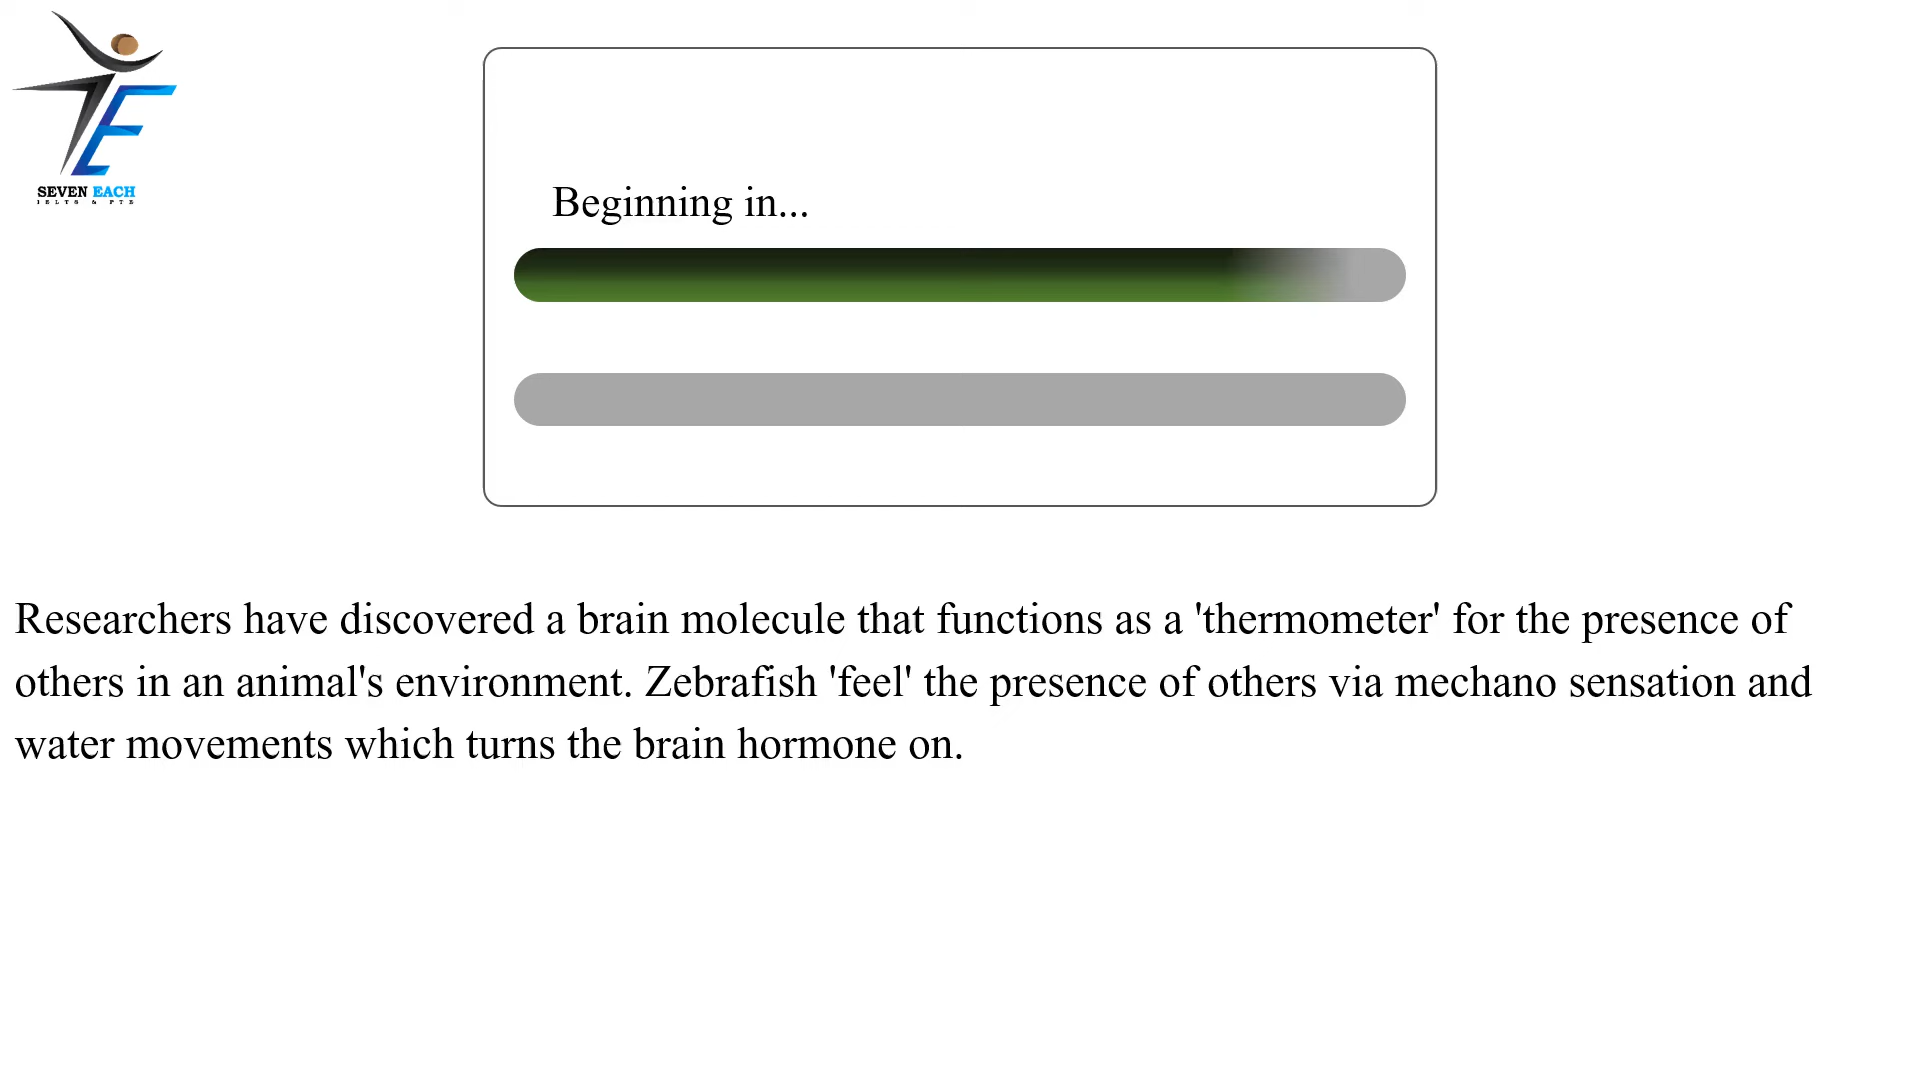 SEVEN EACH
IELTS & PTE
Beginning in...
Researchers have discovered a brain molecule that functions as a 'thermometer' for the presence of
others in an animal's environment. Zebrafish 'feel' the presence of others via mechano sensation and
water movements which turns the brain hormone on.